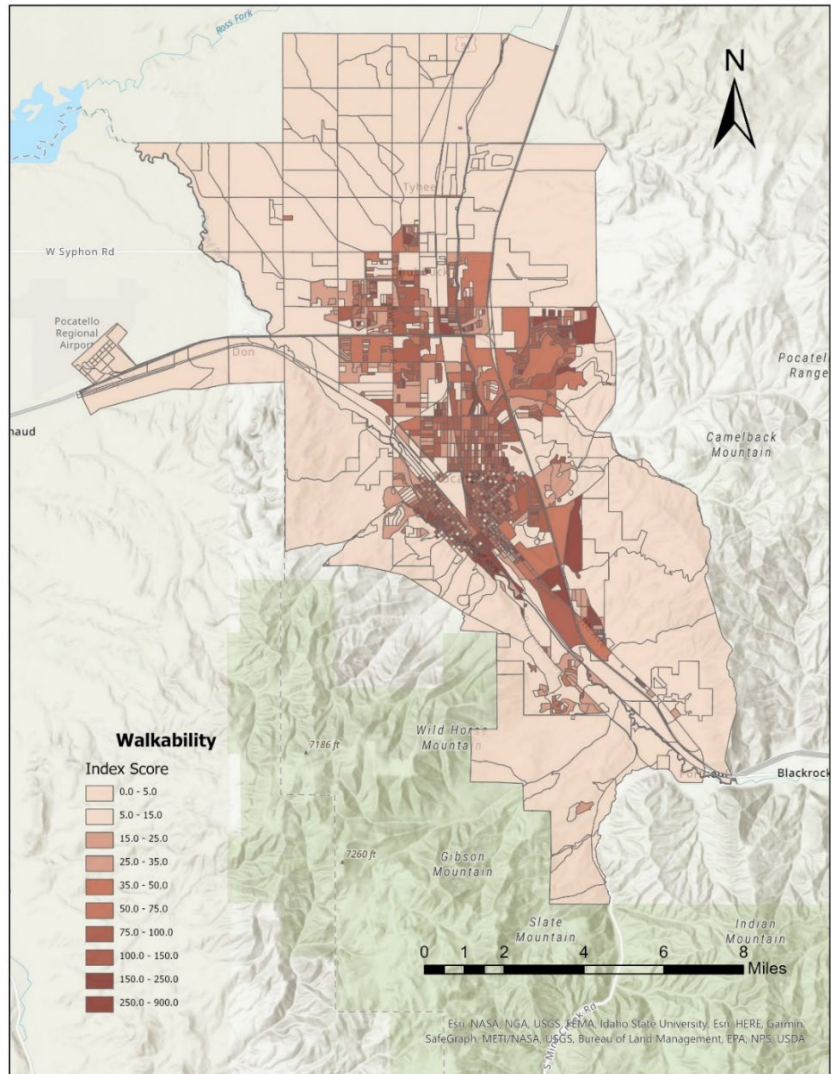 Ross Fork
N
Tyhee
W Syphon Rd
Pocatello
Regional
Airport
Don
Pocatell
Range
naud
Camelback
Mountain
Wild Horse
Mountain
7186 ft
Blackrock
7260 ft
Gibson
Mountain
Slate
Mountain
Indian
Mountain
Walkability
Index Score
0.0 - 5.0
5.0 - 15.0
15.0 - 25.0
25.0 - 35.0
35.0 - 50.0
50.0 - 75.0
75.0 - 100.0
100.0 - 150.0
150.0 - 250.0
250.0 - 900.0
0 2 4 6 8
Miles
Esri, NASA, NGA, USGS, FEMA, Idaho State University, Esri, HERE, Garmin,
SafeGraph, METI/NASA, USGS, Bureau of Land Management, EPA, NPS, USDA